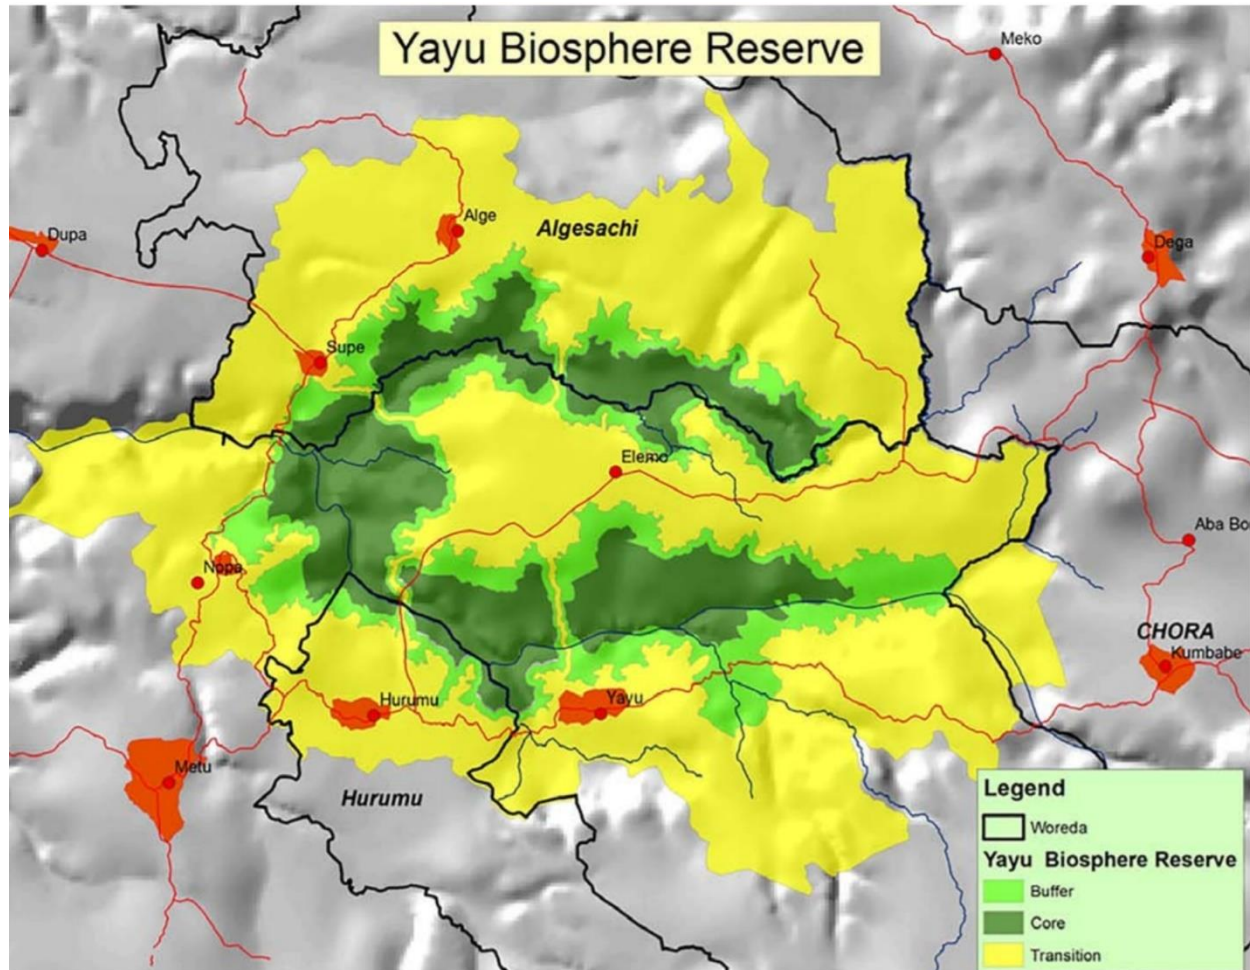 Yayu Biosphere Reserve
Meko
Alge
Algesachi
Dupa
Dega
Supe
Elemo
Aba Bo
Nopa
CHORA
Kumbabe
Hurumu
Yayu
Metu
Hurumu
Legend
Woreda
Yayu Biosphere Reserve
Buffer
Core
Transition